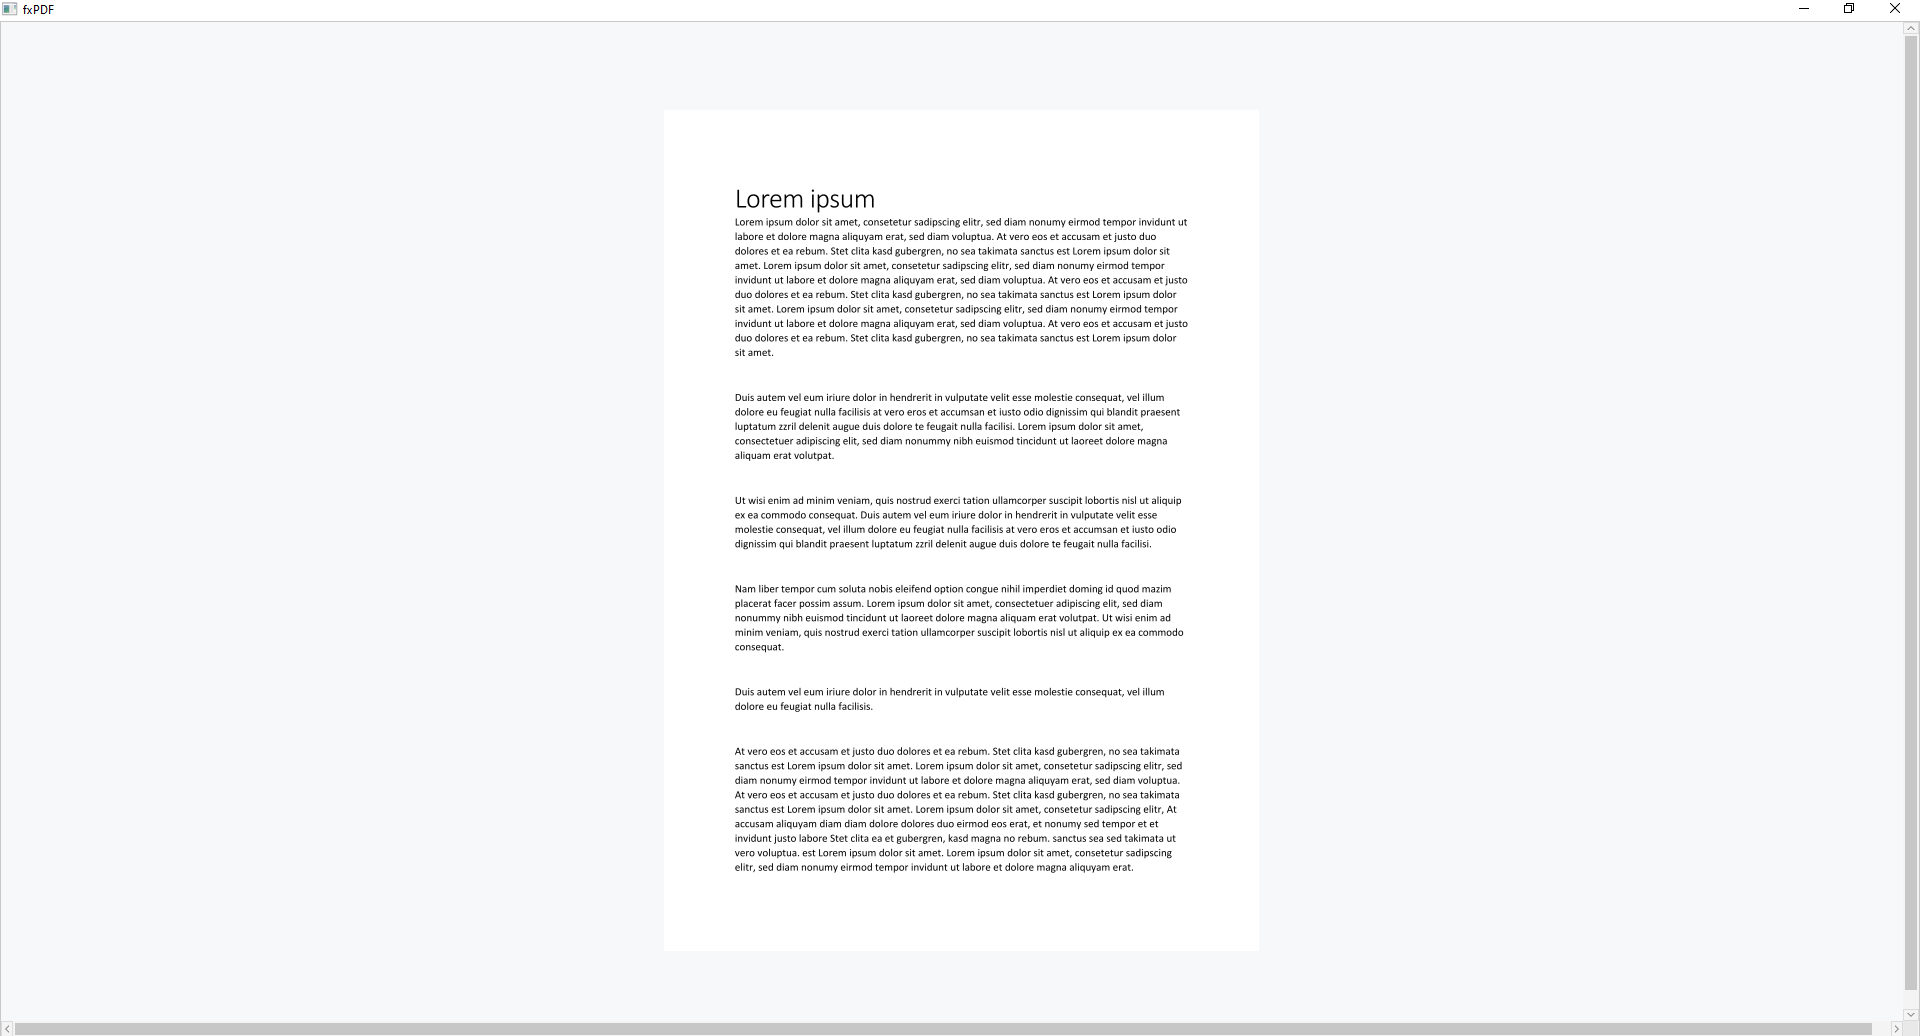 fxPDF
Lorem ipsum
Lorem ipsum dolor sit amet, consetetur sadipscing elitr, sed diam nonumy eirmod tempor invidunt ut
labore et dolore magna aliquyam erat, sed diam voluptua. At vero eos et accusam et justo duo
dolores et ea rebum. Stet clita kasd gubergren, no sea takimata sanctus est Lorem ipsum dolor sit
amet. Lorem ipsum dolor sit amet, consetetur sadipscing elitr, sed diam nonumy eirmod tempor
invidunt ut labore et dolore magna aliquyam erat, sed diam voluptua. At vero eos et accusam et justo
duo dolores et ea rebum. Stet clita kasd gubergren, no sea takimata sanctus est Lorem ipsum dolor
sit amet. Lorem ipsum dolor sit amet, consetetur sadipscing elitr, sed diam nonumy eirmod tempor
invidunt ut labore et dolore magna aliquyam erat, sed diam voluptua. At vero eos et accusam et justo
duo dolores et ea rebum. Stet clita kasd gubergren, no sea takimata sanctus est Lorem ipsum dolor
sit amet.
Duis autem vel eum iriure dolor in hendrerit in vulputate velit esse molestie consequat, vel illum
dolore eu feugiat nulla facilisis at vero eros et accumsan et iusto odio dignissim qui blandit praesent
luptatum zzril delenit augue duis dolore te feugait nulla facilisi. Lorem ipsum dolor sit amet,
consectetuer adipiscing elit, sed diam nonummy nibh euismod tincidunt ut laoreet dolore magna
aliquam erat volutpat.
Ut wisi enim ad minim veniam, quis nostrud exerci tation ullamcorper suscipit lobortis nisl ut aliquip
ex ea commodo consequat. Duis autem vel eum iriure dolor in hendrerit in vulputate velit esse
molestie consequat, vel illum dolore eu feugiat nulla facilisis at vero eros et accumsan et iusto odio
dignissim qui blandit praesent luptatum zzril delenit augue duis dolore te feugait nulla facilisi.
Nam liber tempor cum soluta nobis eleifend option congue nihil imperdiet doming id quod mazim
placerat facer possim assum. Lorem ipsum dolor sit amet, consectetuer adipiscing elit, sed diam
nonummy nibh euismod tincidunt ut laoreet dolore magna aliquam erat volutpat. Ut wisi enim ad
minim veniam, quis nostrud exerci tation ullamcorper suscipit lobortis nisl ut aliquip ex ea commodo
consequat.
Duis autem vel eum iriure dolor in hendrerit in vulputate velit esse molestie consequat, vel illum
dolore eu feugiat nulla facilisis.
At vero eos et accusam et justo duo dolores et ea rebum. Stet clita kasd gubergren, no sea takimata
sanctus est Lorem ipsum dolor sit amet. Lorem ipsum dolor sit amet, consetetur sadipscing elitr, sed
diam nonumy eirmod tempor invidunt ut labore et dolore magna aliquyam erat, sed diam voluptua.
At vero eos et accusam et justo duo dolores et ea rebum. Stet clita kasd gubergren, no sea takimata
sanctus est Lorem ipsum dolor sit amet. Lorem ipsum dolor sit amet, consetetur sadipscing elitr, At
accusam aliquyam diam diam dolore dolores duo eirmod eos erat, et nonumy sed tempor et et
invidunt justo labore Stet clita ea et gubergren, kasd magna no rebum. sanctus sea sed takimata ut
vero voluptua. est Lorem ipsum dolor sit amet. Lorem ipsum dolor sit amet, consetetur sadipscing
elitr, sed diam nonumy eirmod tempor invidunt ut labore et dolore magna aliquyam erat.